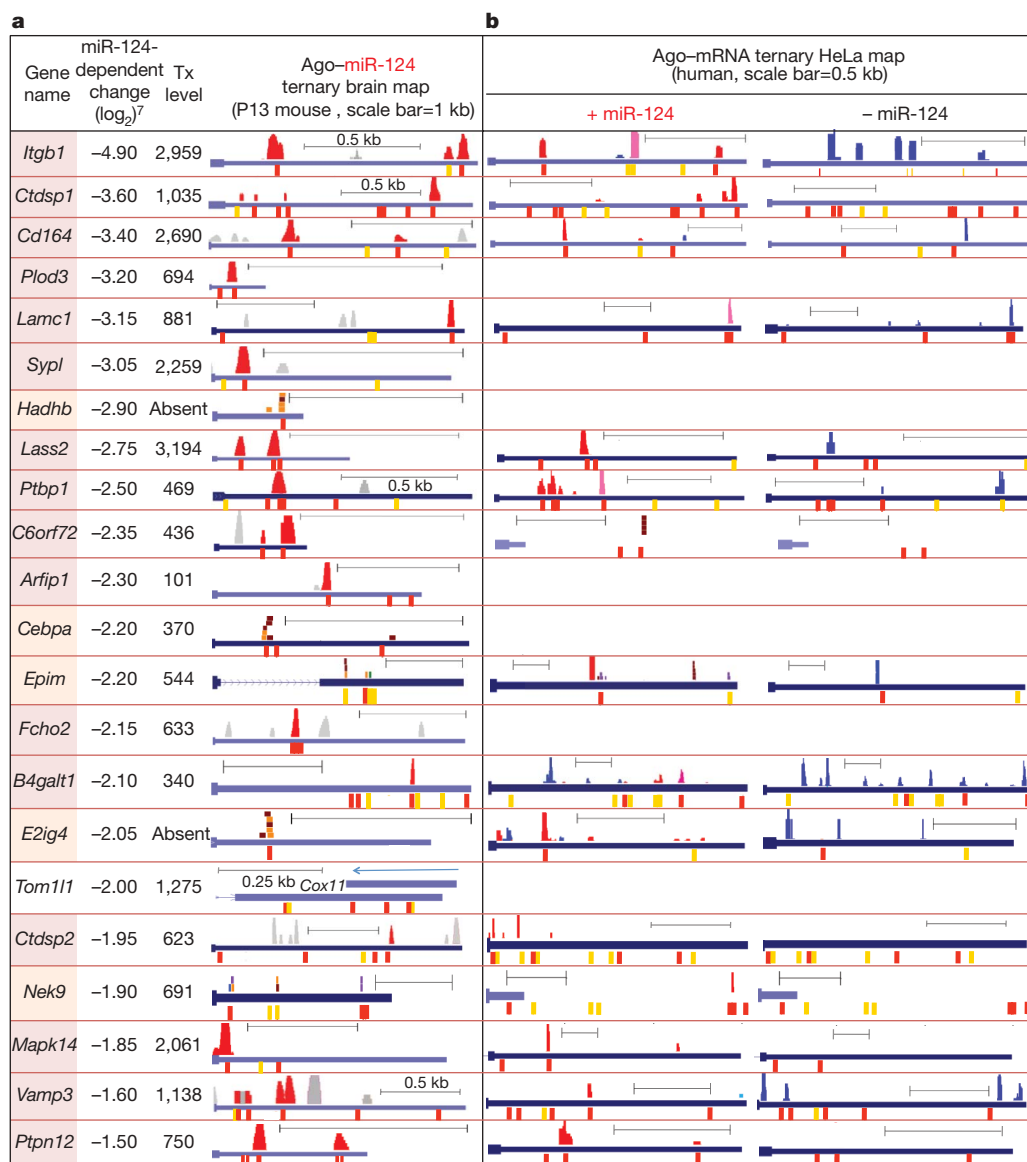 a
b
Gene name
miR-124-dependent change (log2)7
Tx level
Ago–miR-124 ternary brain map (P13 mouse , scale bar=1 kb)
Ago–mRNA ternary HeLa map (human, scale bar=0.5 kb)
+ miR-124
– miR-124
Itgb1 –4.90 2,959 0.5 kb
Ctdsp1 –3.60 1,035 0.5 kb
Cd164 –3.40 2,690
Plod3 –3.20 694
Lamc1 –3.15 881
Sypl –3.05 2,259
Hadhb –2.90 Absent
Lass2 –2.75 3,194
Ptbp1 –2.50 469 0.5 kb
C6orf72 –2.35 436
Arfip1 –2.30 101
Cebpa –2.20 370
Epim –2.20 544
Fcho2 –2.15 633
B4galt1 –2.10 340
E2ig4 –2.05 Absent
Tom1l1 –2.00 1,275 0.25 kb Cox11
Ctdsp2 –1.95 623
Nek9 –1.90 691
Mapk14 –1.85 2,061
Vamp3 –1.60 1,138 0.5 kb
Ptpn12 –1.50 750